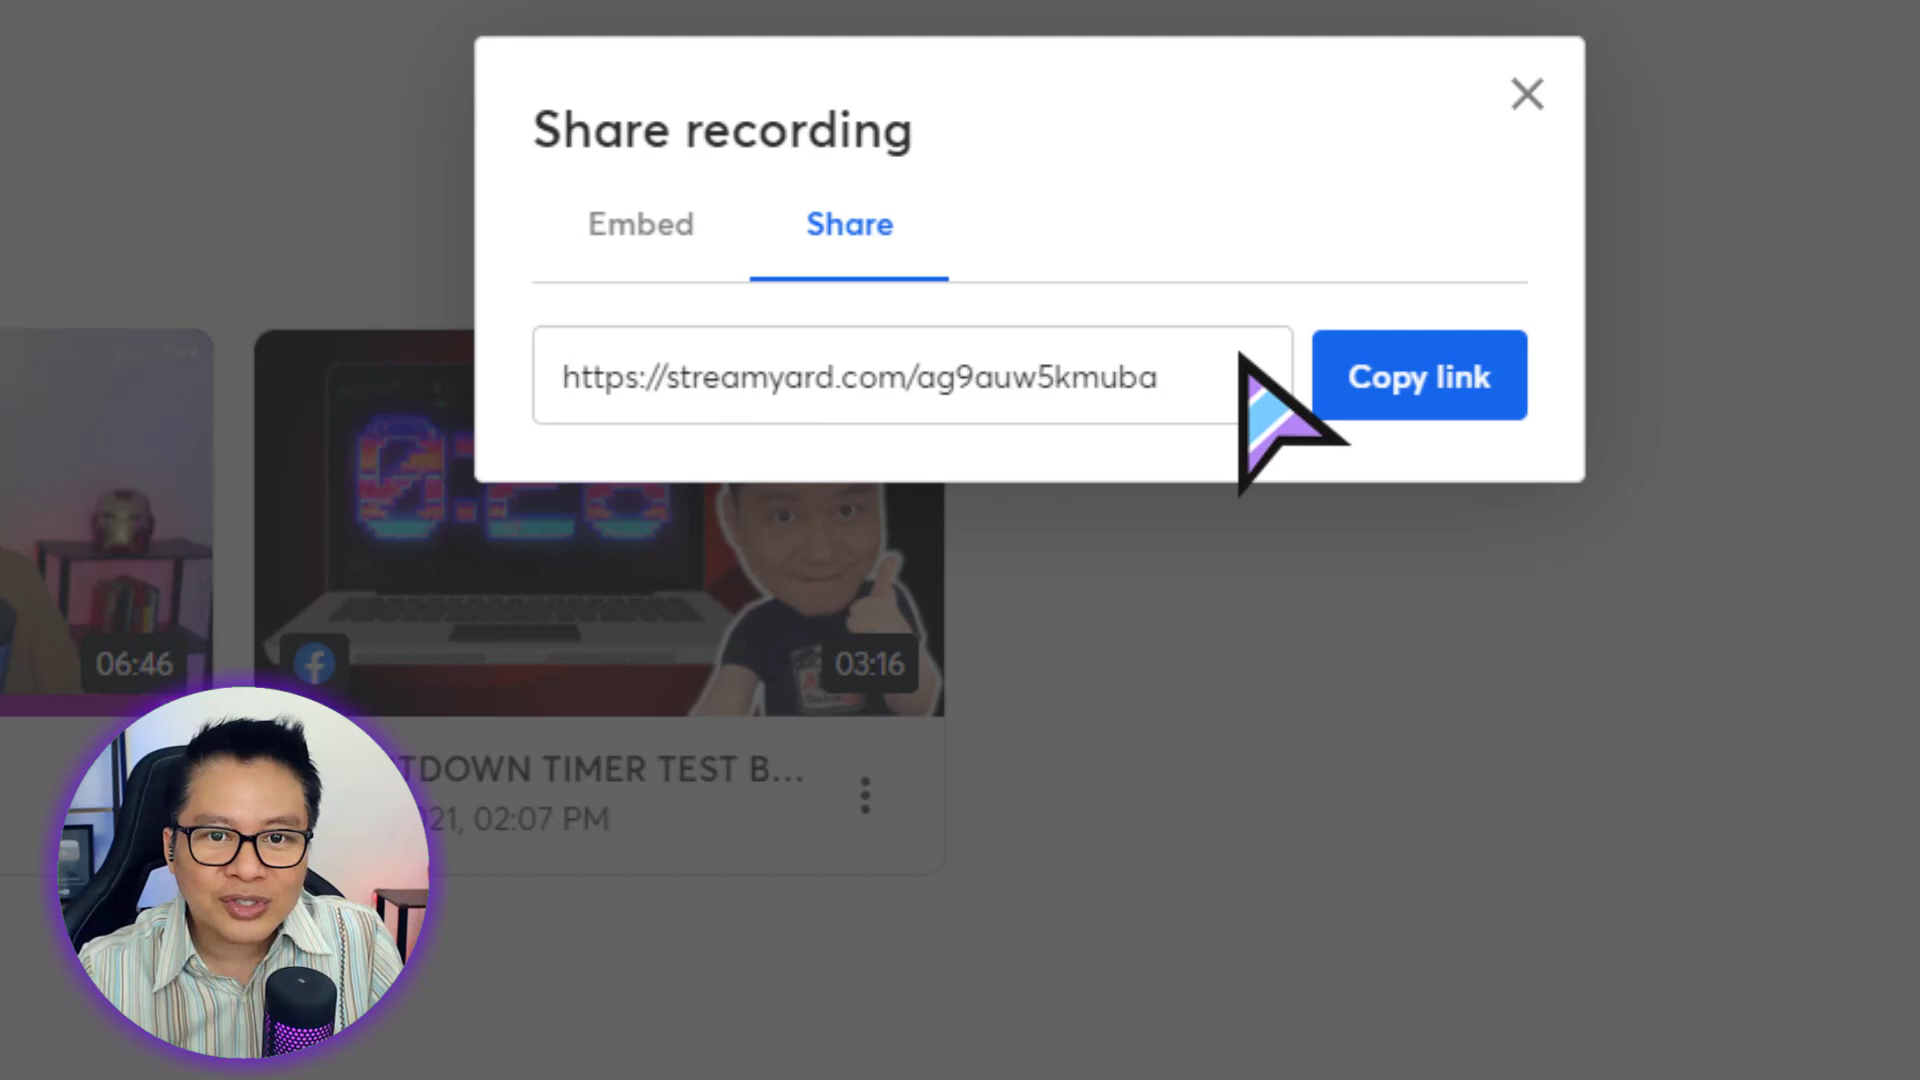 Share recording
Embed
Share
https://streamyard.com/ag9auw5kmuba
Copy link
06:46
03:16
TDOWN TIMER TEST B...
21, 02:07 PM